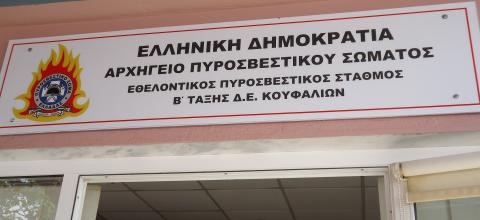 ΕΛΛΗΝΙΚΗ ΔΗΜΟΚΡΑΤΙΑ
ΑΡΧΗΓΕΙΟ ΠΥΡΟΣΒΕΣΤΙΚΟΥ ΣΩΜΑΤΟΣ
ΕΘΕΛΟΝΤΙΚΟΣ ΠΥΡΟΣΒΕΣΤΙΚΟΣ ΣΤΑΘΜΟΣ
Β΄ ΤΑΞΗΣ Δ.Ε. ΚΟΥΦΑΛΙΩΝ